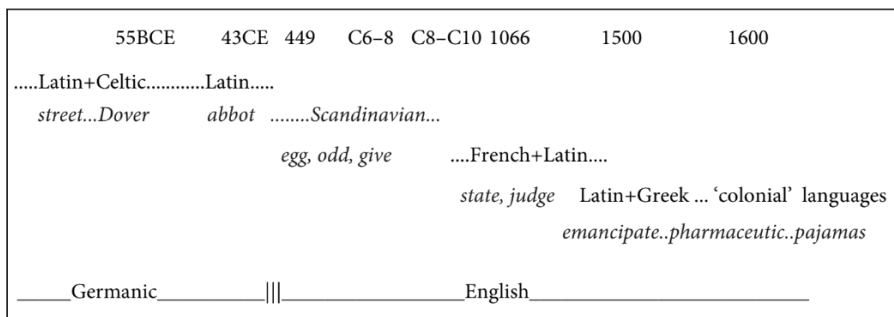 55BCE 43CE 449 C6–8 C8–C10 1066 1500 1600
.....Latin+Celtic............Latin.....
street...Dover abbot ........Scandinavian...
egg, odd, give ....French+Latin....
state, judge Latin+Greek ... ‘colonial’ languages
emancipate..pharmaceutic..pajamas
_____Germanic__________|||_________________English__________________________